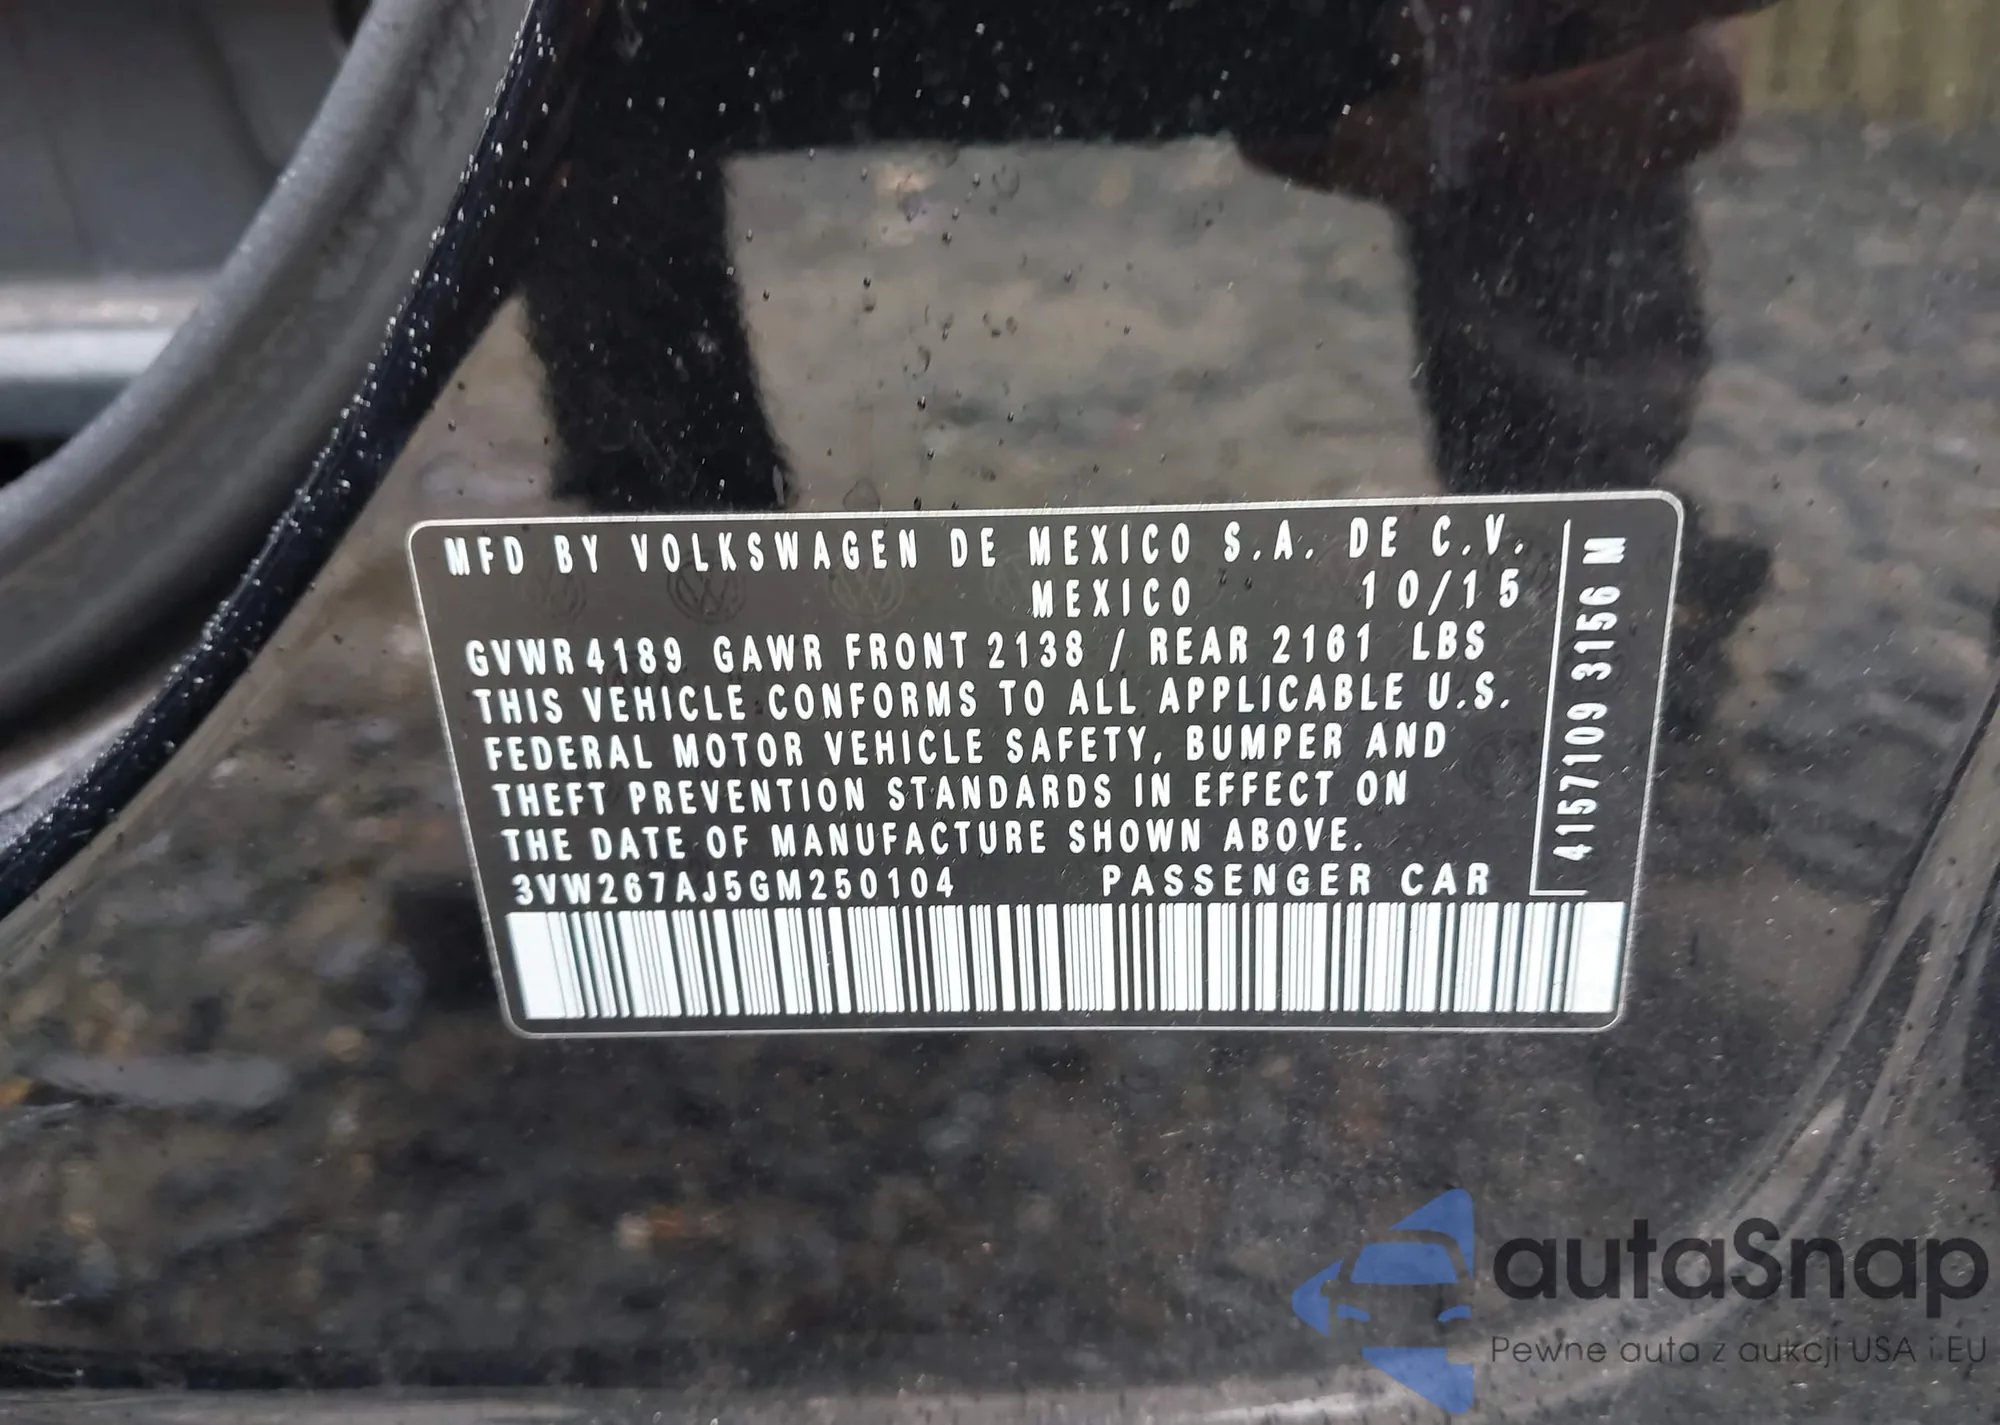 MFD BY VOLKSWAGEN DE MEXICO S.A. DE C.V.
MEXICO 10/15
GVWR 4189 GAWR FRONT 2138 / REAR 2161 LBS
THIS VEHICLE CONFORMS TO ALL APPLICABLE U.S.
FEDERAL MOTOR VEHICLE SAFETY, BUMPER AND
THEFT PREVENTION STANDARDS IN EFFECT ON
THE DATE OF MANUFACTURE SHOWN ABOVE.
3VW267AJ5GM250104 PASSENGER CAR
4157109 3156 M
autaSnap
Pewne auta z aukcji USA i EU